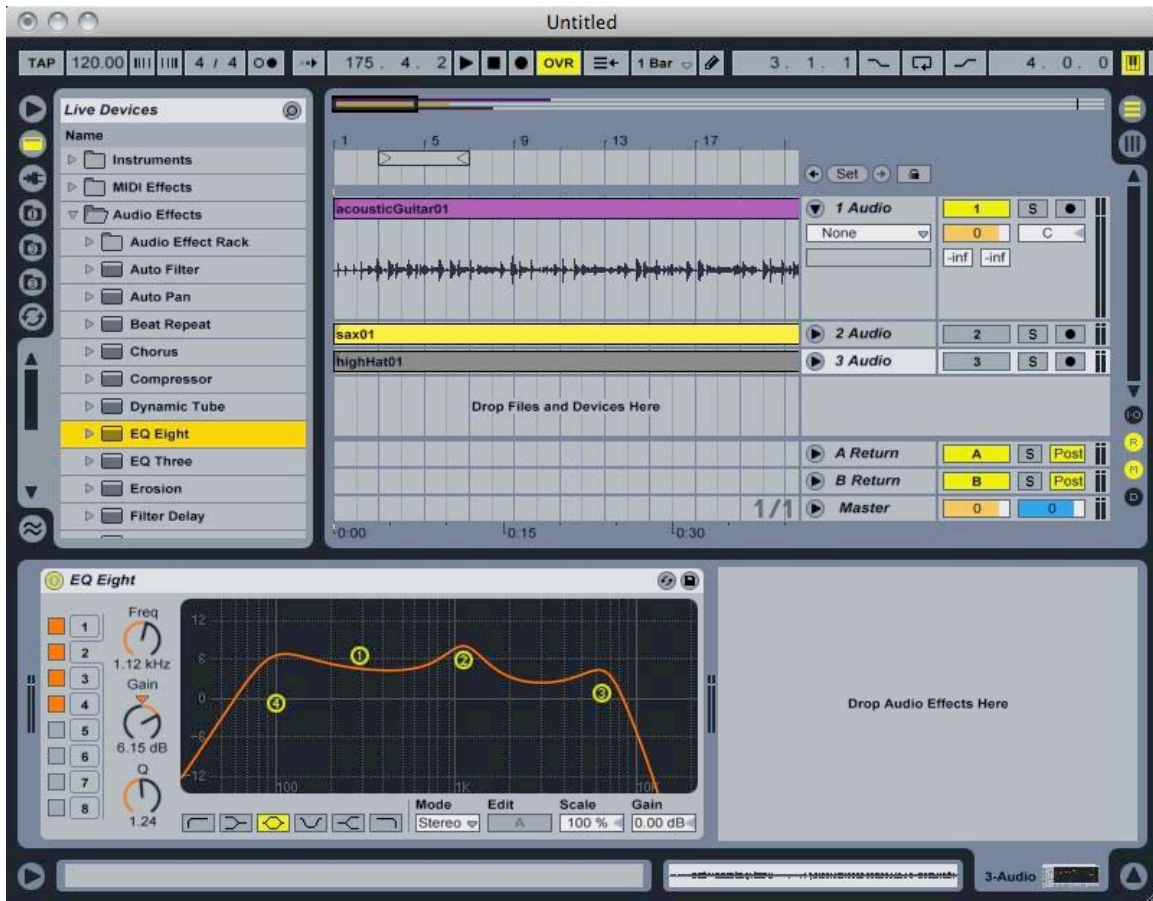 Untitled
TAP 120.00 4 / 4 175. 4. 2 OVR 1 Bar 3. 1. 1 4. 0. 0
Live Devices
Name
Instruments
MIDI Effects
Audio Effects
Audio Effect Rack
Auto Filter
Auto Pan
Beat Repeat
Chorus
Compressor
Dynamic Tube
EQ Eight
EQ Three
Erosion
Filter Delay
1 5 9 13 17
Set
acousticGuitar01 1 Audio 1 S
None 0 C
-inf -inf
sax01 2 Audio 2 S
highHat01 3 Audio 3 S
Drop Files and Devices Here
A Return A S Post
B Return B S Post
1/1 Master 0 0
0:00 0:15 0:30
I·O
R
M
D
EQ Eight
1
2
3
4
5
6
7
8
Freq
1.12 kHz
Gain
6.15 dB
Q
1.24
12
6
0
-6
-12
100 1K 10K
1 2 3 4
Mode Edit Scale Gain
Stereo A 100 % 0.00 dB
Drop Audio Effects Here
3-Audio